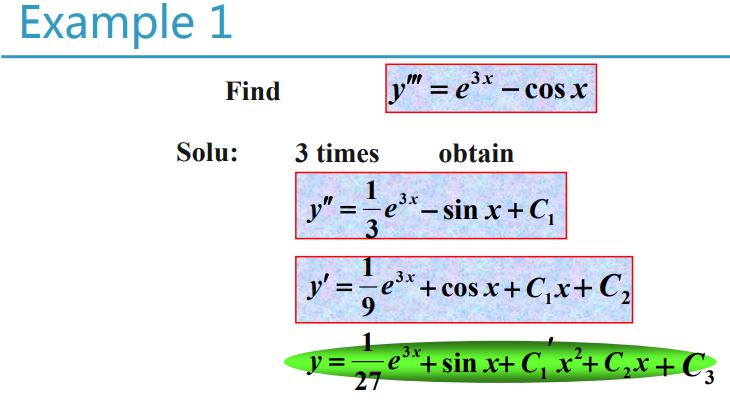 Example 1
Find y''' = e^{3x} − cos x
Solu: 3 times obtain
y'' = \frac{1}{3} e^{3x} − sin x + C_1
y' = \frac{1}{9} e^{3x} + cos x + C_1 x + C_2
y = \frac{1}{27} e^{3x} + sin x + C_1' x^2 + C_2 x + C_3